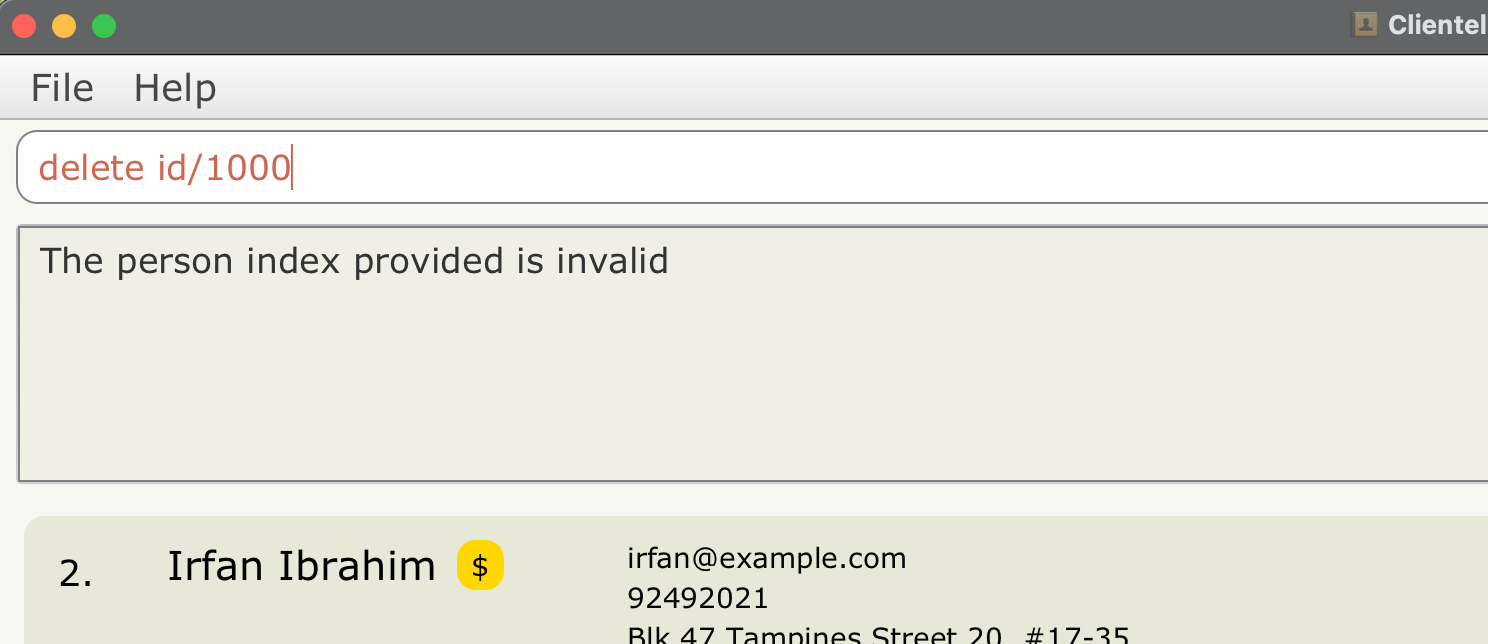 Clientel
File Help
delete id/1000
The person index provided is invalid
2. Irfan Ibrahim $
irfan@example.com
92492021
Blk 47 Tampines Street 20, #17-35